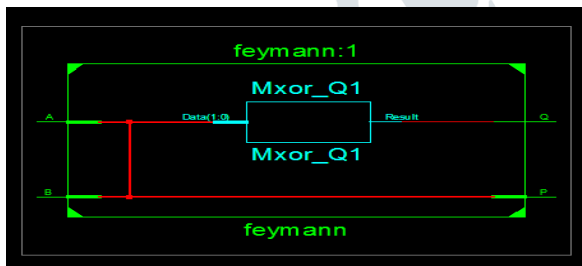 feymann:1
Mxor_Q1
A Data(1:0) Result Q
Mxor_Q1
B P
feymann